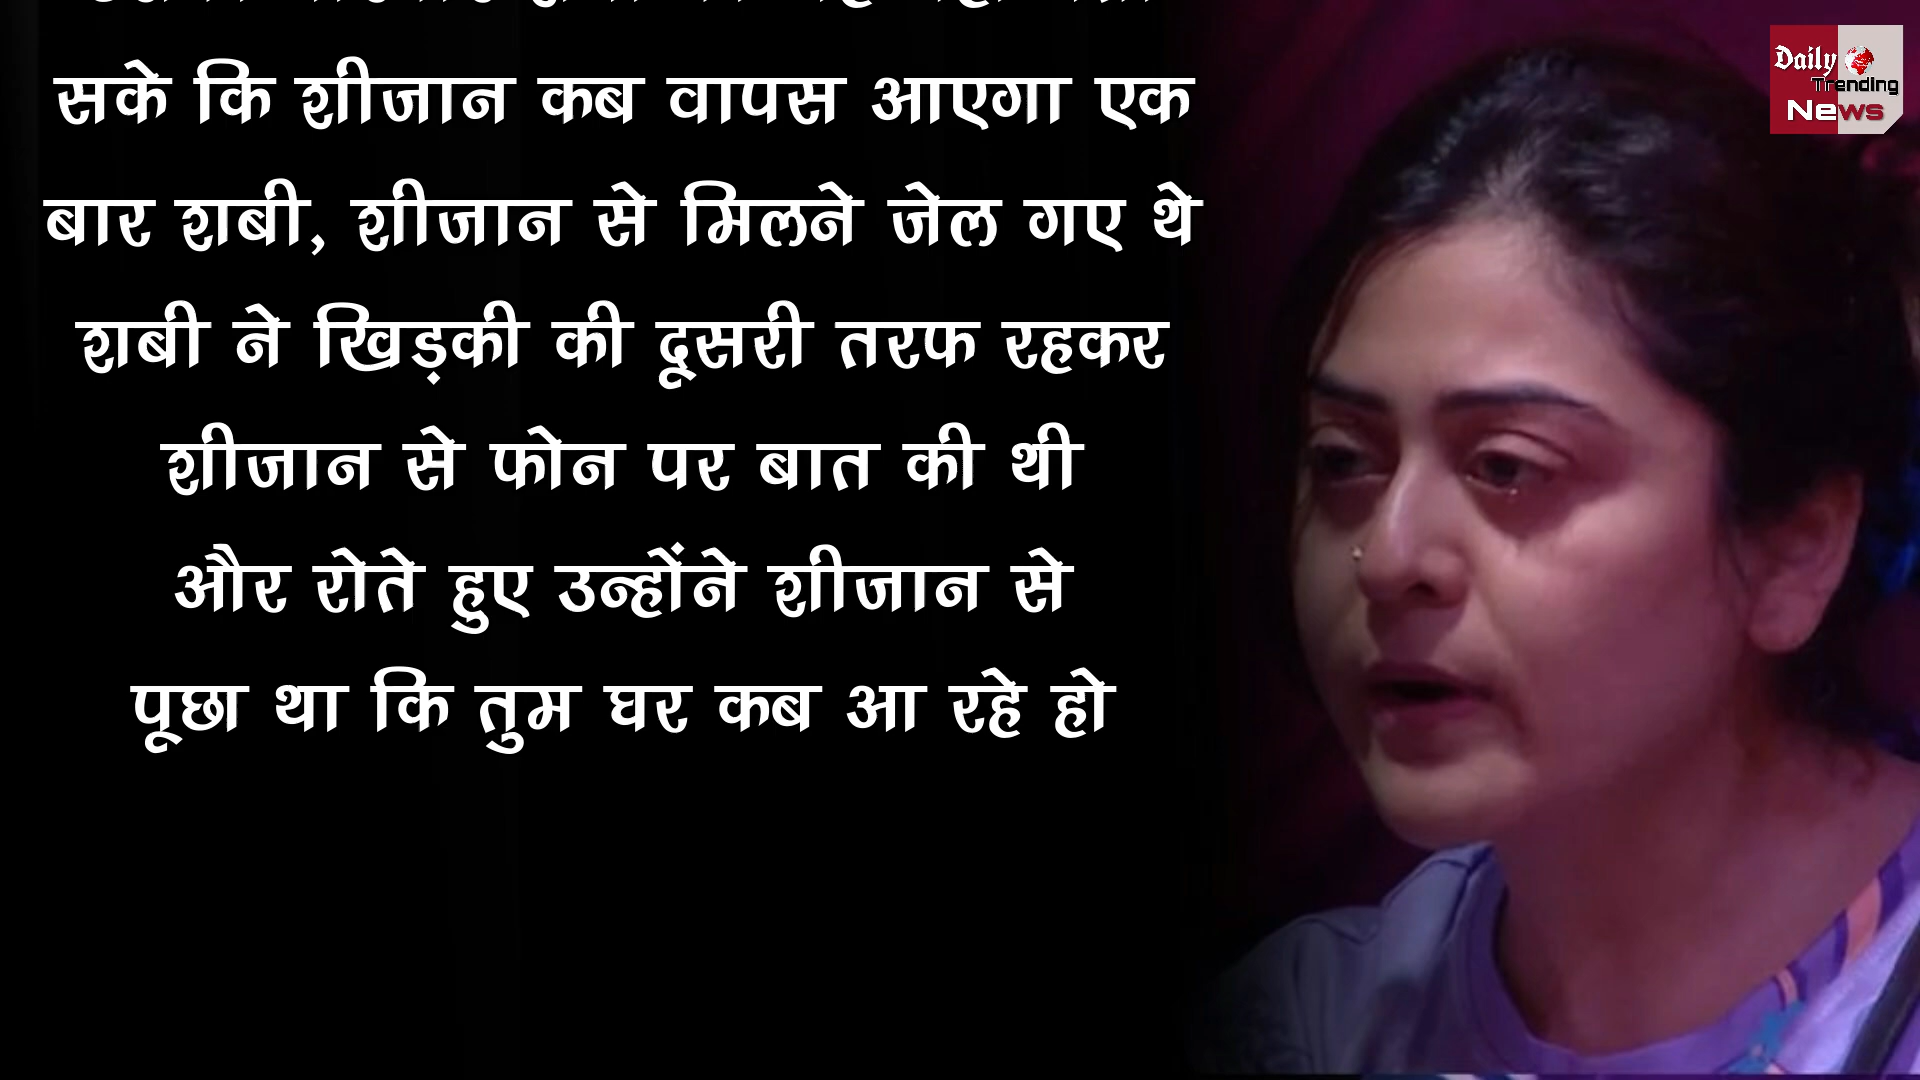 सके कि शीजान कब वापस आएगा एक
बार शबी, शीजान से मिलने जेल गए थे
शबी ने खिड़की की दूसरी तरफ रहकर
शीजान से फोन पर बात की थी
और रोते हुए उन्होंने शीजान से
पूछा था कि तुम घर कब आ रहे हो
Daily
Trending
News